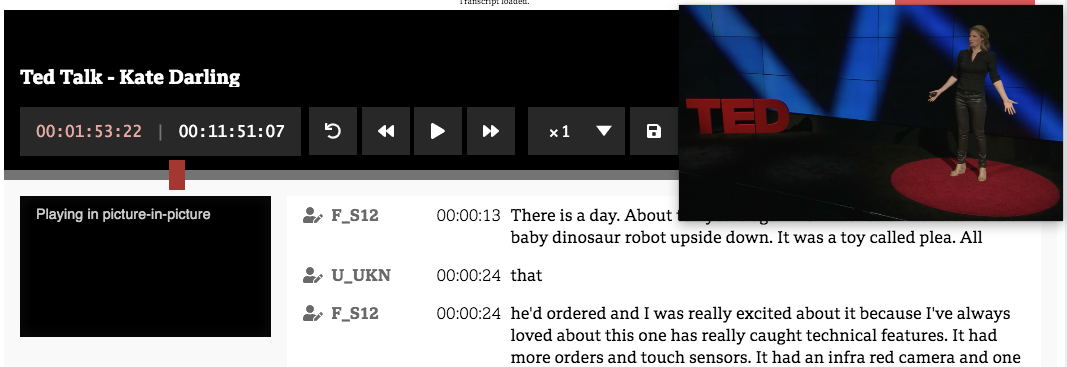 Transcript loaded.
Ted Talk - Kate Darling
00:01:53:22 | 00:11:51:07
x 1
TED
Playing in picture-in-picture
F_S12 00:00:13 There is a day. About
baby dinosaur robot upside down. It was a toy called plea. All
U_UKN 00:00:24 that
F_S12 00:00:24 he'd ordered and I was really excited about it because I've always
loved about this one has really caught technical features. It had
more orders and touch sensors. It had an infra red camera and one